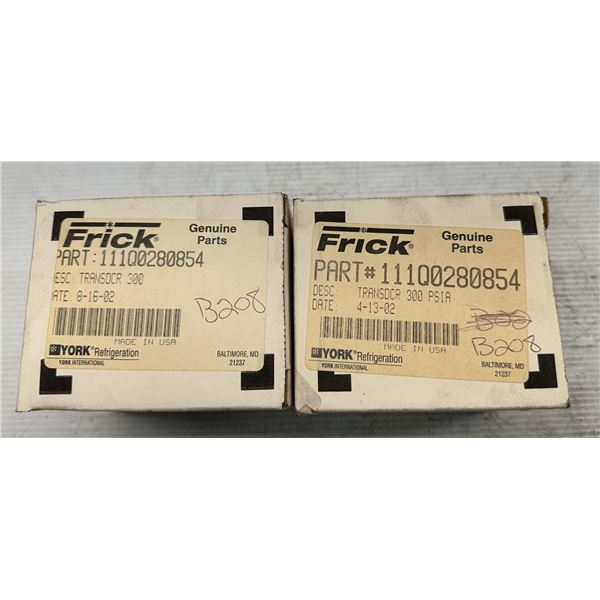 Frick
Genuine
Parts
PART:111Q0280854
DESC: TRANSDCR 300
DATE: 8-16-02
B208
MADE IN USA
YORK Refrigeration
YORK INTERNATIONAL
BALTIMORE, MD
21237
Frick
Genuine
Parts
PART# 111Q0280854
DESC: TRANSDCR 300 PSIA
DATE: 4-13-02
B208
MADE IN USA
YORK Refrigeration
YORK INTERNATIONAL
BALTIMORE, MD
21237